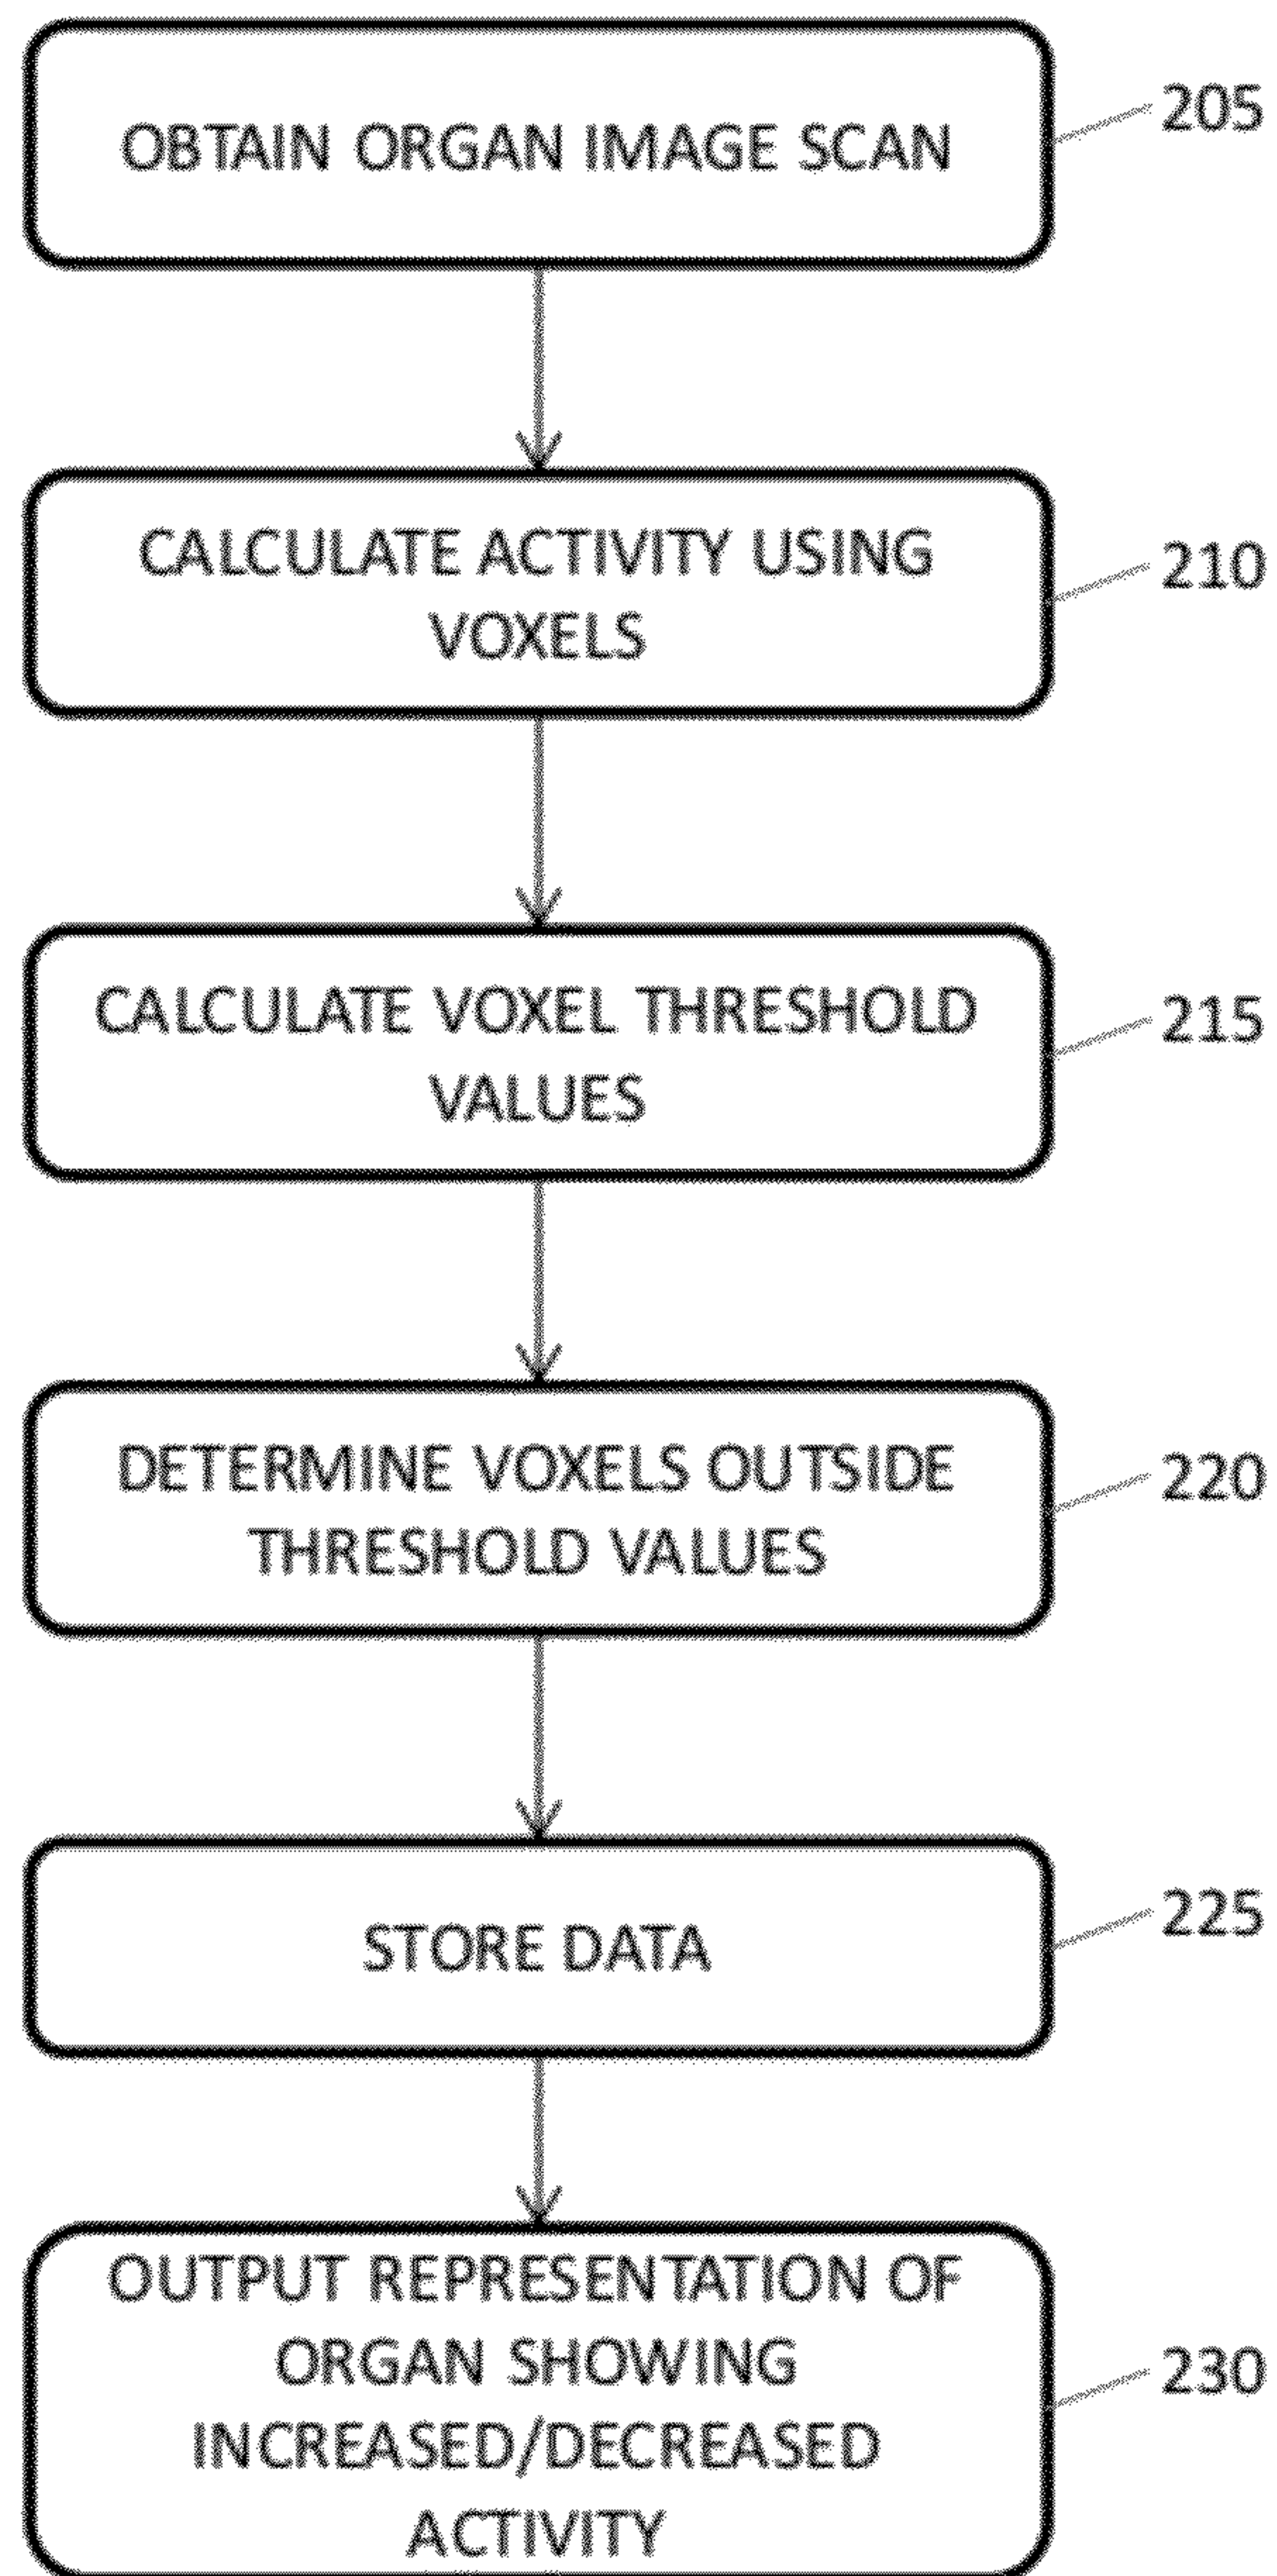 OBTAIN ORGAN IMAGE SCAN
205
CALCULATE ACTIVITY USING
VOXELS
210
CALCULATE VOXEL THRESHOLD
VALUES
215
DETERMINE VOXELS OUTSIDE
THRESHOLD VALUES
220
STORE DATA
225
OUTPUT REPRESENTATION OF
ORGAN SHOWING
INCREASED/DECREASED
ACTIVITY
230